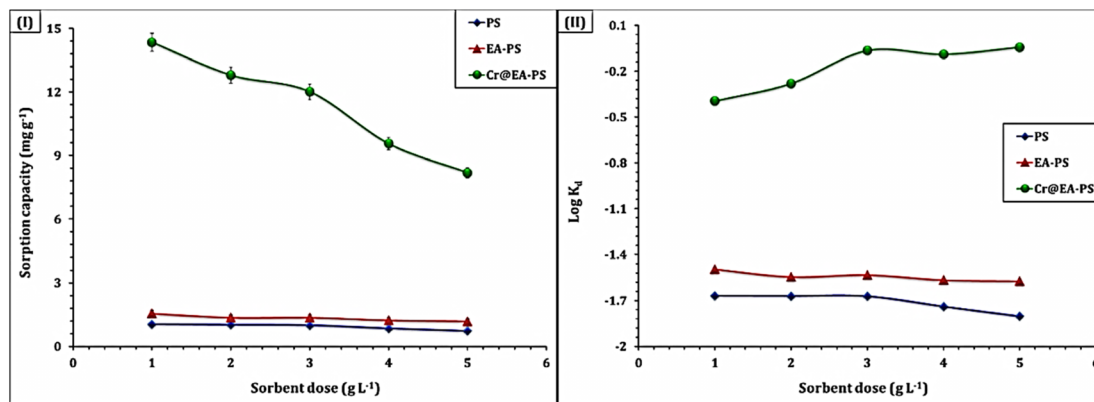 (I)
PS
EA-PS
Cr@EA-PS
Sorption capacity (mg g-1)
15
12
9
6
3
0
0 1 2 3 4 5 6
Sorbent dose (g L-1)
(II)
PS
EA-PS
Cr@EA-PS
Log Kd
0.1
-0.2
-0.5
-0.8
-1.1
-1.4
-1.7
-2
0 1 2 3 4 5 6
Sorbent dose (g L-1)